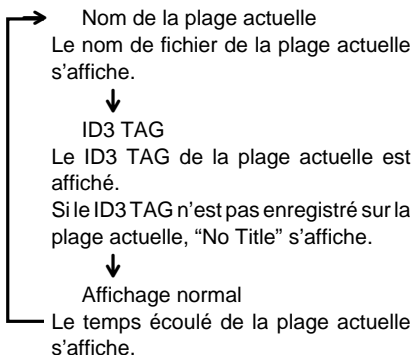 Nom de la plage actuelle
Le nom de fichier de la plage actuelle
s’affiche.
ID3 TAG
Le ID3 TAG de la plage actuelle est
affiché.
Si le ID3 TAG n’est pas enregistré sur la
plage actuelle, “No Title” s’affiche.
Affichage normal
Le temps écoulé de la plage actuelle
s’affiche.